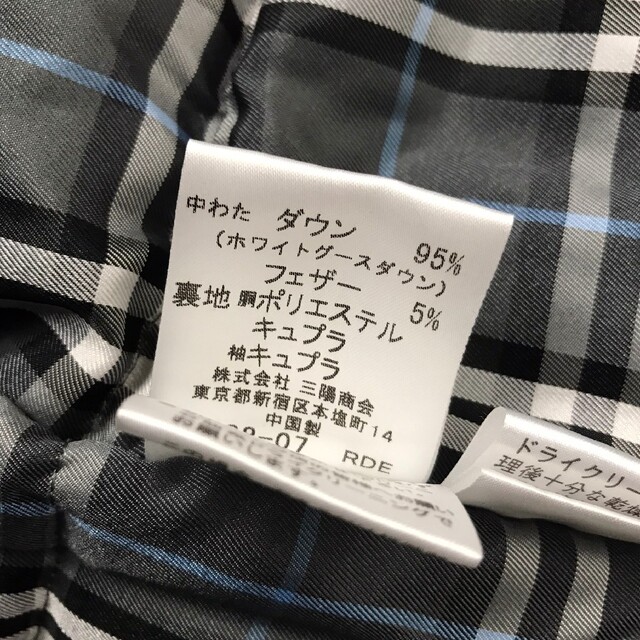 中わた ダウン 95%
(ホワイトグースダウン)
フェザー 5%
裏地 胴ポリエステル
キュプラ
袖キュプラ
株式会社 三陽商会
東京都新宿区本塩町14
中国製
-07 RDE
お願い
ドライクリー
理後十分な乾燥